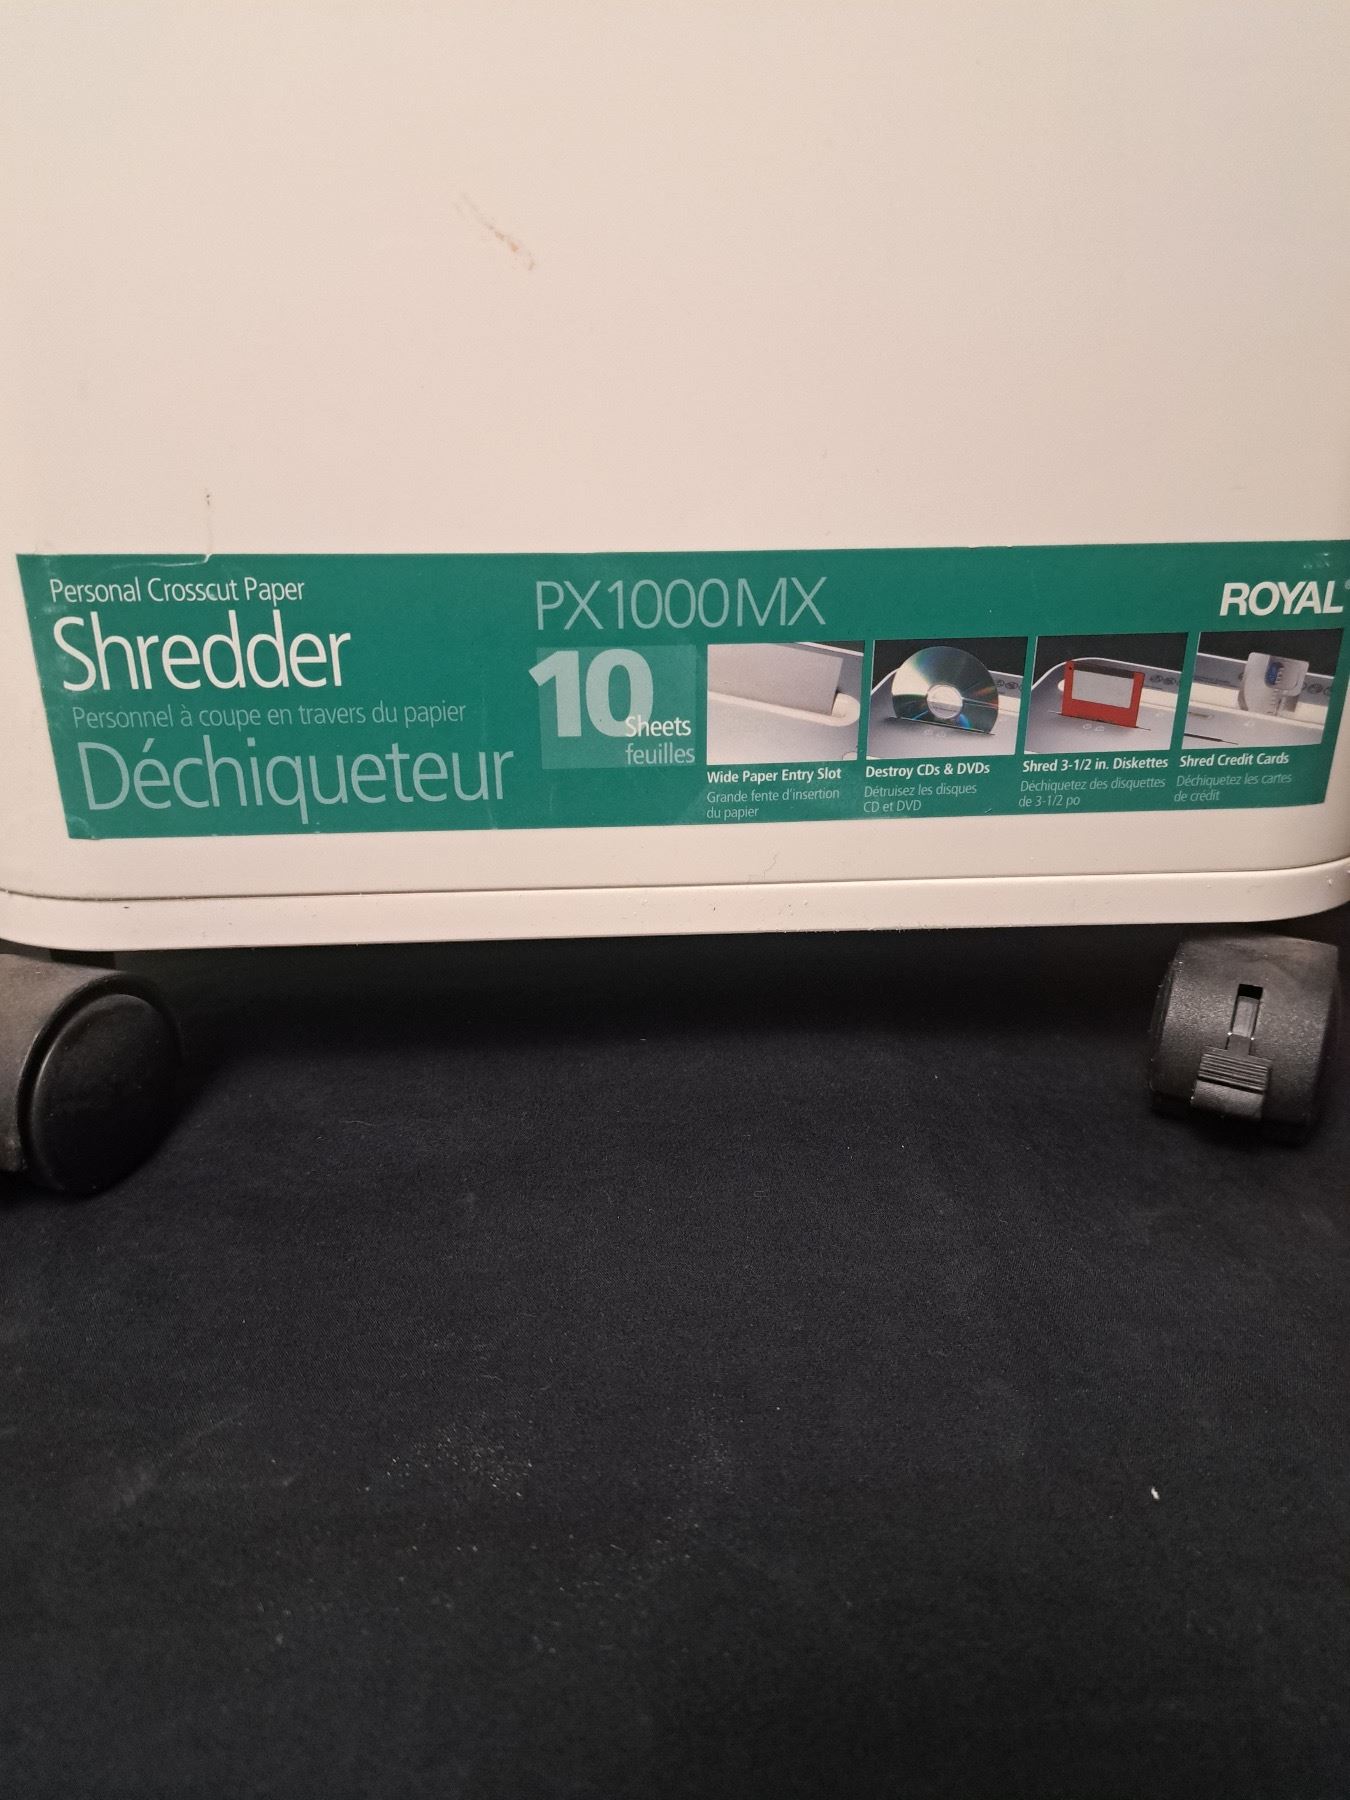 Personal Crosscut Paper
Shredder
Personnel à coupe en travers du papier
Déchiqueteur
PX1000MX
10 Sheets
feuilles
ROYAL
Wide Paper Entry Slot
Grande fente d'insertion
du papier
Destroy CDs & DVDs
Détruisez les disques
CD et DVD
Shred 3-1/2 in. Diskettes
Déchiquetez des disquettes
de 3-1/2 po
Shred Credit Cards
Déchiquetez les cartes
de crédit